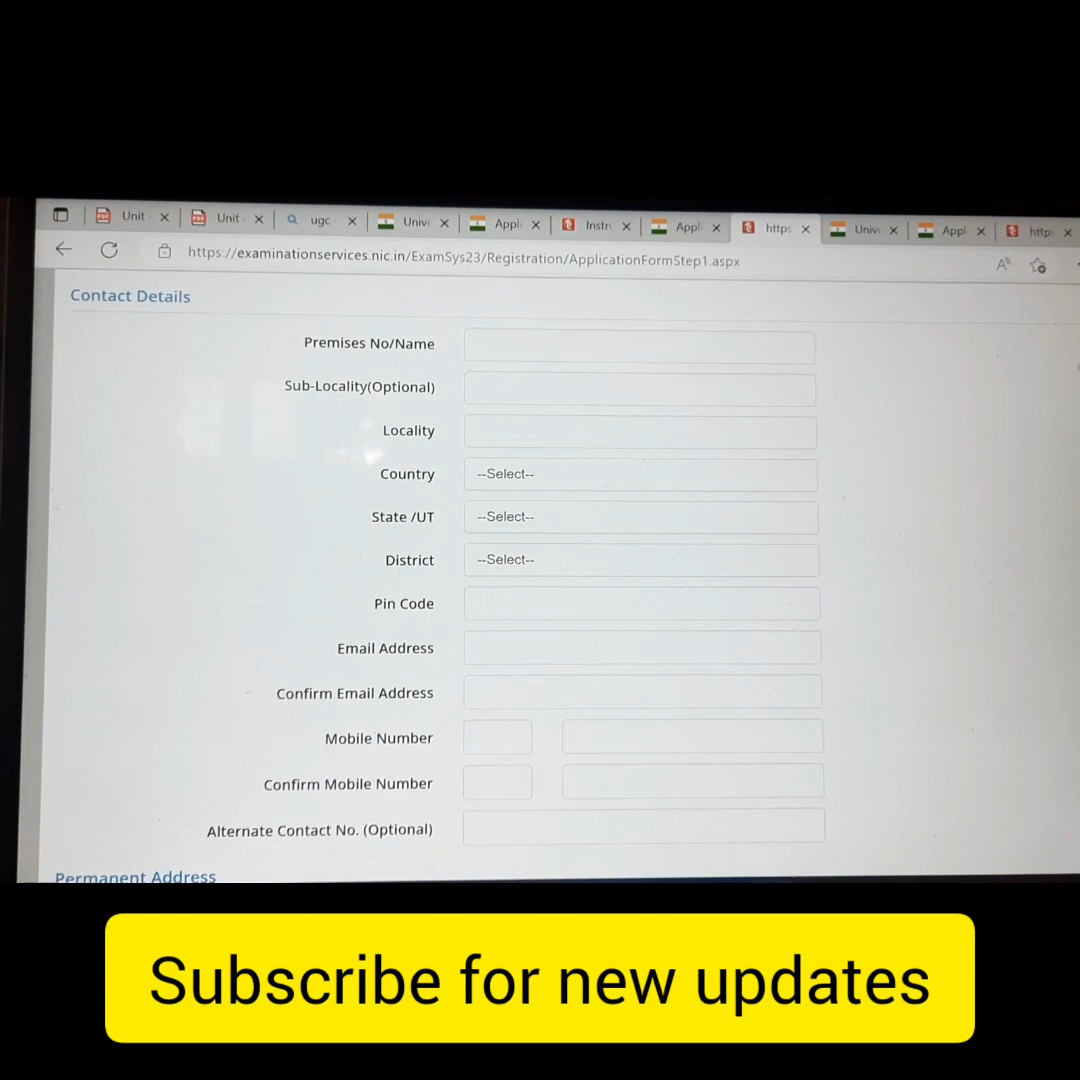 Unit Unit ugc Unive Appli Instru Appli https Unive Appl http
https://examinationservices.nic.in/ExamSys23/Registration/ApplicationFormStep1.aspx
Contact Details
Premises No/Name
Sub-Locality(Optional)
Locality
Country --Select--
State /UT --Select--
District --Select--
Pin Code
Email Address
Confirm Email Address
Mobile Number
Confirm Mobile Number
Alternate Contact No. (Optional)
Permanent Address
Subscribe for new updates